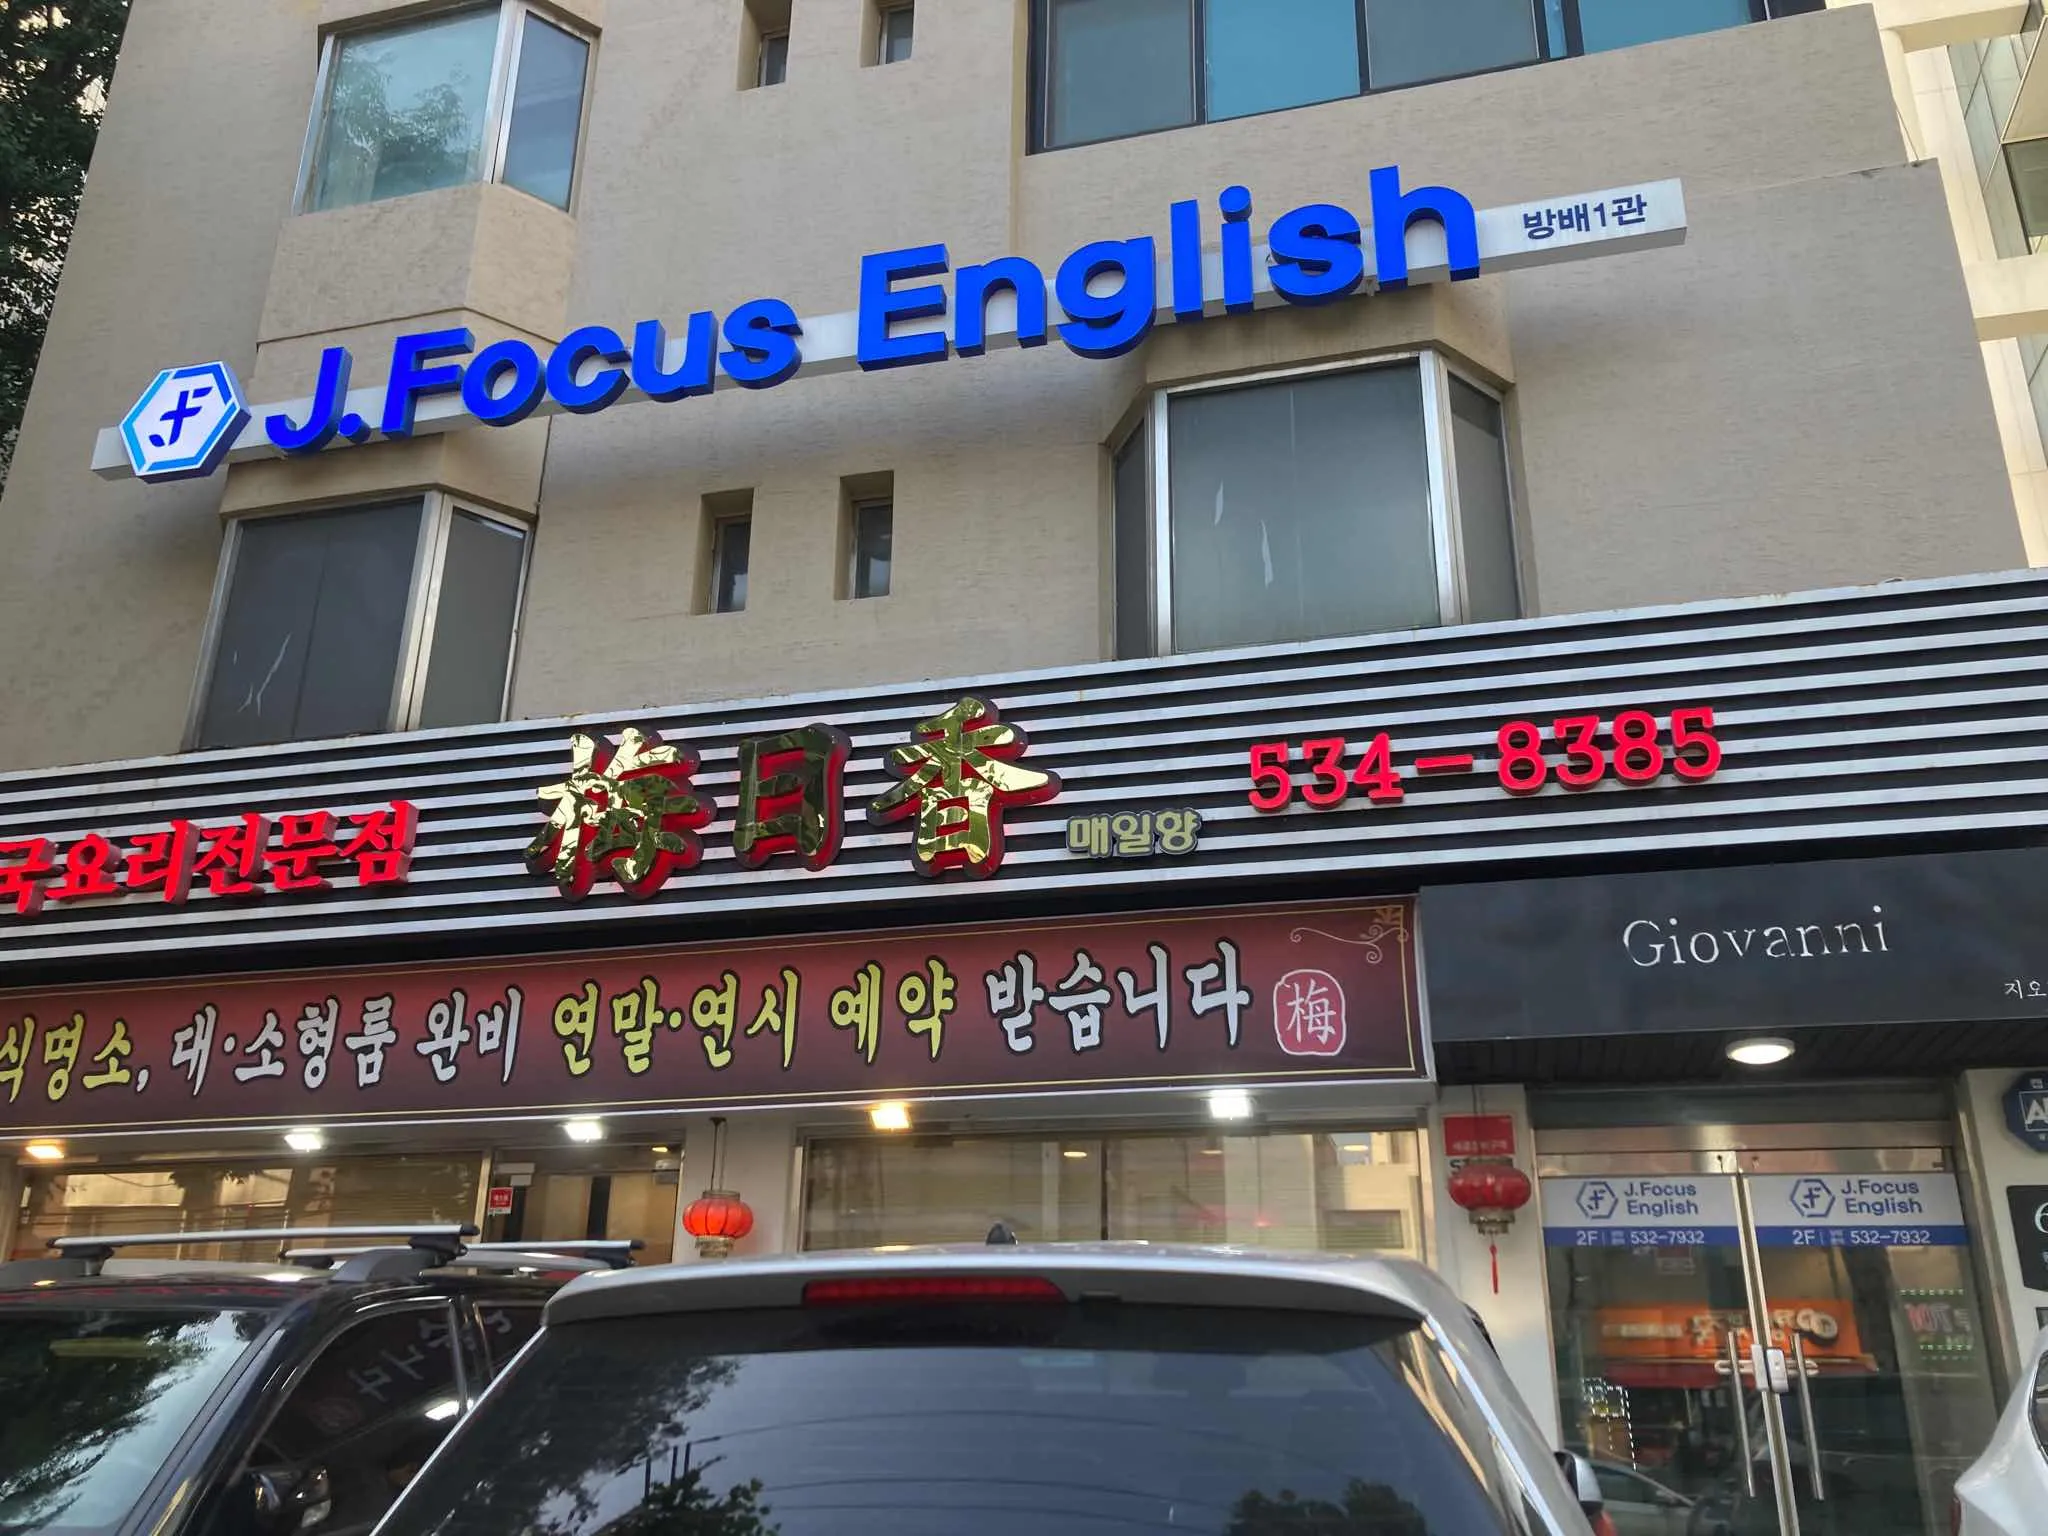 J.Focus English 방배1관
국요리전문점 梅日香 매일향 534-8385
식명소, 대·소형룸 완비 연말·연시 예약 받습니다 梅
Giovanni
지오
J.Focus
English
2F 532-7932
J.Focus
English
2F 532-7932